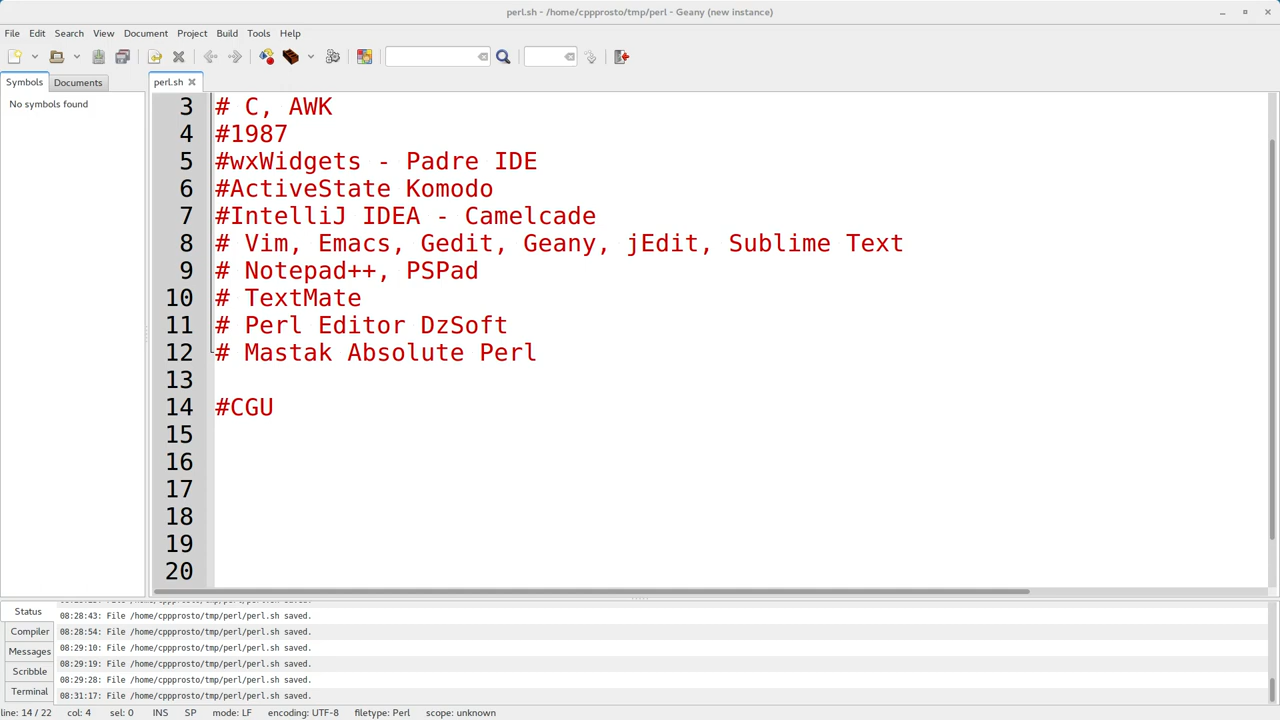 perl.sh - /home/cppprosto/tmp/perl - Geany (new instance)
File Edit Search View Document Project Build Tools Help
Symbols Documents
perl.sh
No symbols found
3 # C, AWK
4 #1987
5 #wxWidgets - Padre IDE
6 #ActiveState Komodo
7 #IntelliJ IDEA - Camelcade
8 # Vim, Emacs, Gedit, Geany, jEdit, Sublime Text
9 # Notepad++, PSPad
10 # TextMate
11 # Perl Editor DzSoft
12 # Mastak Absolute Perl
13
14 #CGU
15
16
17
18
19
20
Status
Compiler
Messages
Scribble
Terminal
08:28:43: File /home/cppprosto/tmp/perl/perl.sh saved.
08:28:54: File /home/cppprosto/tmp/perl/perl.sh saved.
08:29:10: File /home/cppprosto/tmp/perl/perl.sh saved.
08:29:19: File /home/cppprosto/tmp/perl/perl.sh saved.
08:29:28: File /home/cppprosto/tmp/perl/perl.sh saved.
08:31:17: File /home/cppprosto/tmp/perl/perl.sh saved.
line: 14 / 22 col: 4 sel: 0 INS SP mode: LF encoding: UTF-8 filetype: Perl scope: unknown